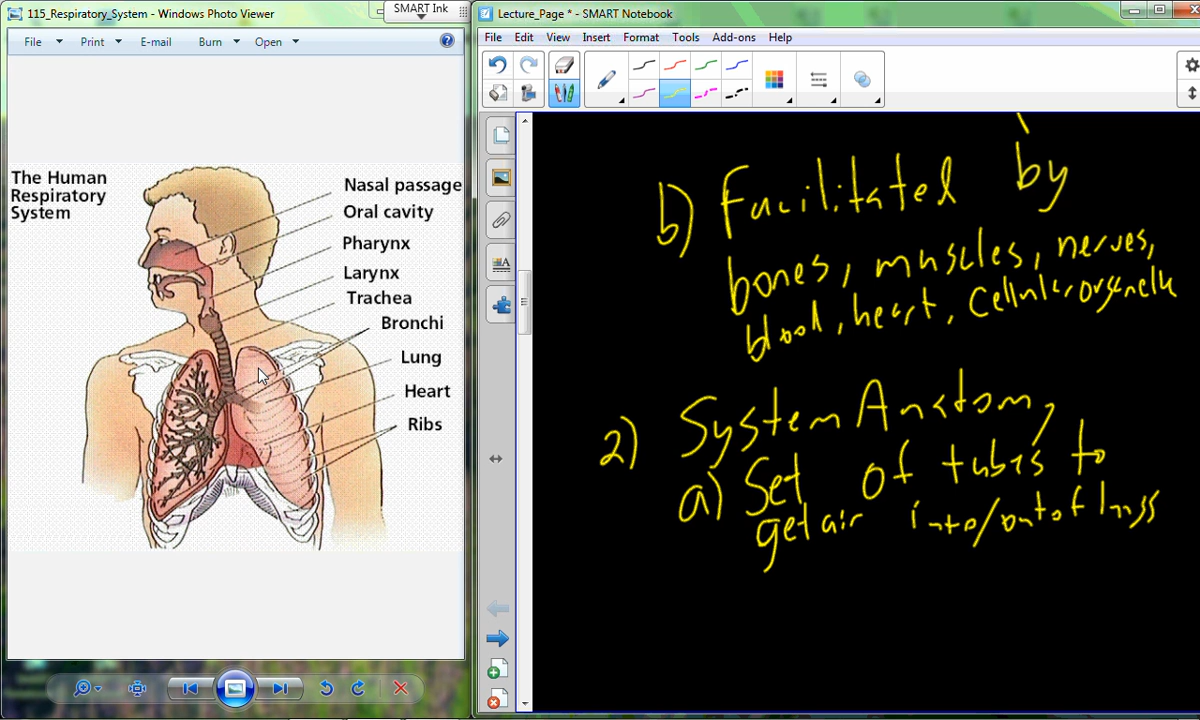 115_Respiratory_System - Windows Photo Viewer
SMART Ink
File Print E-mail Burn Open
The Human
Respiratory
System
Nasal passage
Oral cavity
Pharynx
Larynx
Trachea
Bronchi
Lung
Heart
Ribs
Lecture_Page * - SMART Notebook
File Edit View Insert Format Tools Add-ons Help
b) Facilitated by
bones, muscles, nerves,
blood, heart, Cellular organelle
2) System Anatomy
a) Set of tubes to
get air into/out of lungs